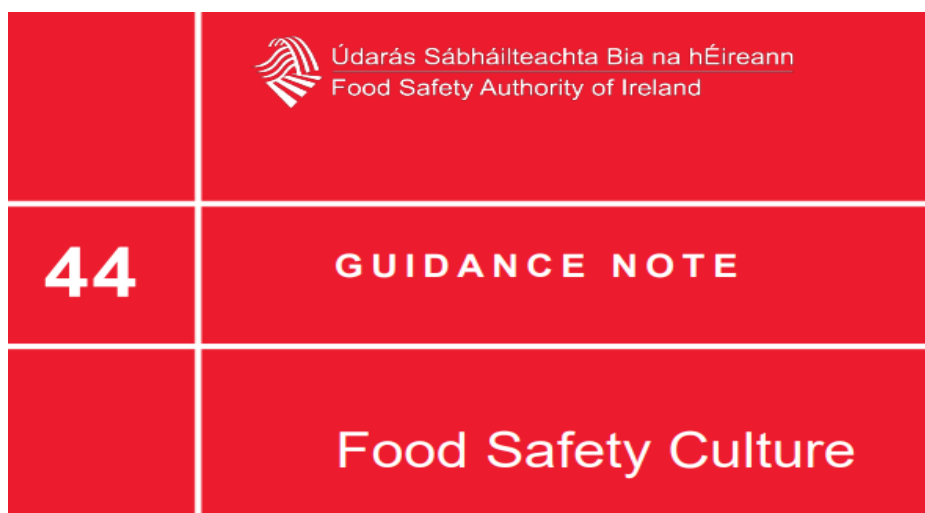 Údarás Sábháilteachta Bia na hÉireann
Food Safety Authority of Ireland
44
GUIDANCE NOTE
Food Safety Culture